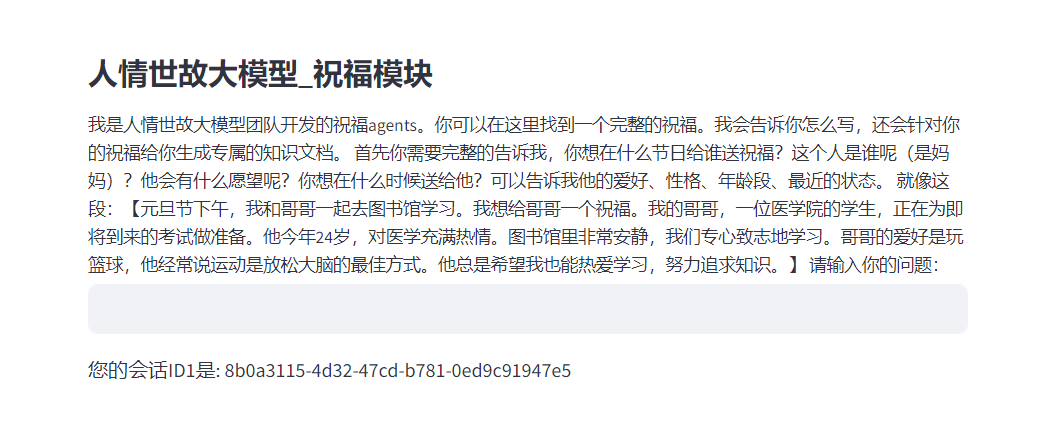 人情世故大模型_祝福模块
我是人情世故大模型团队开发的祝福agents。你可以在这里找到一个完整的祝福。我会告诉你怎么写，还会针对你
的祝福给你生成专属的知识文档。 首先你需要完整的告诉我，你想在什么节日给谁送祝福？这个人是谁呢（是妈
妈）？他会有什么愿望呢？你想在什么时候送给他？可以告诉我他的爱好、性格、年龄段、最近的状态。 就像这
段：【元旦节下午，我和哥哥一起去图书馆学习。我想给哥哥一个祝福。我的哥哥，一位医学院的学生，正在为即
将到来的考试做准备。他今年24岁，对医学充满热情。图书馆里非常安静，我们专心致志地学习。哥哥的爱好是玩
篮球，他经常说运动是放松大脑的最佳方式。他总是希望我也能热爱学习，努力追求知识。】 请输入你的问题：
您的会话ID1是: 8b0a3115-4d32-47cd-b781-0ed9c91947e5